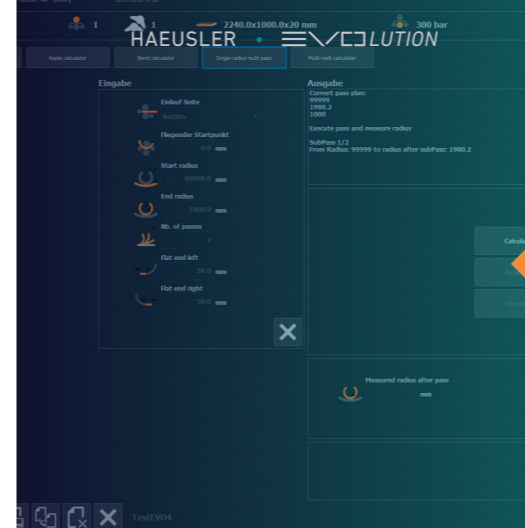 1 1 2240.0x1000.0x20 mm 300 bar
HAEUSLER • EVOLUTION
Apple calculator Bend calculator Single radius multi pass Multi radii calculator
Eingabe
Einlauf Seite
Rechts
Fliegender Startpunkt
0.0 mm
Start radius
99999.0 mm
End radius
1000.0 mm
Nb. of passes
2
Flat end left
50.0 mm
Flat end right
50.0 mm
Ausgabe
Current pass plan:
99999
1980.2
1000
Execute pass and measure radius
SubPass 1/2
From Radius: 99999 to radius after subPass: 1980.2
Calcula
Measured radius after pass
mm
TestEVO4